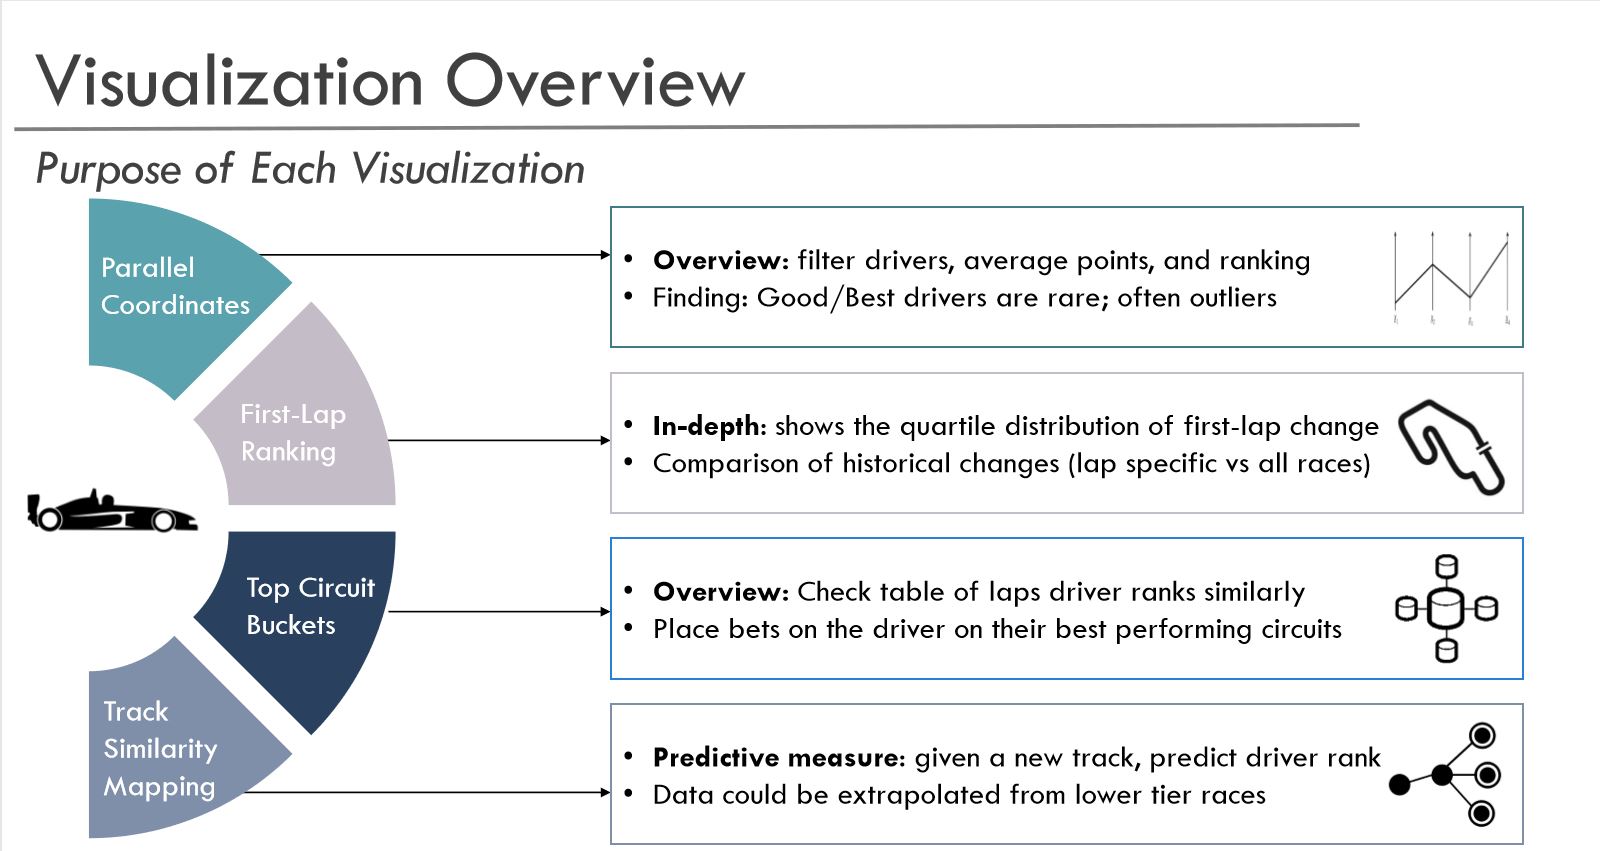 Visualization Overview
Purpose of Each Visualization
Parallel
Coordinates
• Overview: filter drivers, average points, and ranking
• Finding: Good/Best drivers are rare; often outliers
First-Lap
Ranking
• In-depth: shows the quartile distribution of first-lap change
• Comparison of historical changes (lap specific vs all races)
Top Circuit
Buckets
• Overview: Check table of laps driver ranks similarly
• Place bets on the driver on their best performing circuits
Track
Similarity
Mapping
• Predictive measure: given a new track, predict driver rank
• Data could be extrapolated from lower tier races